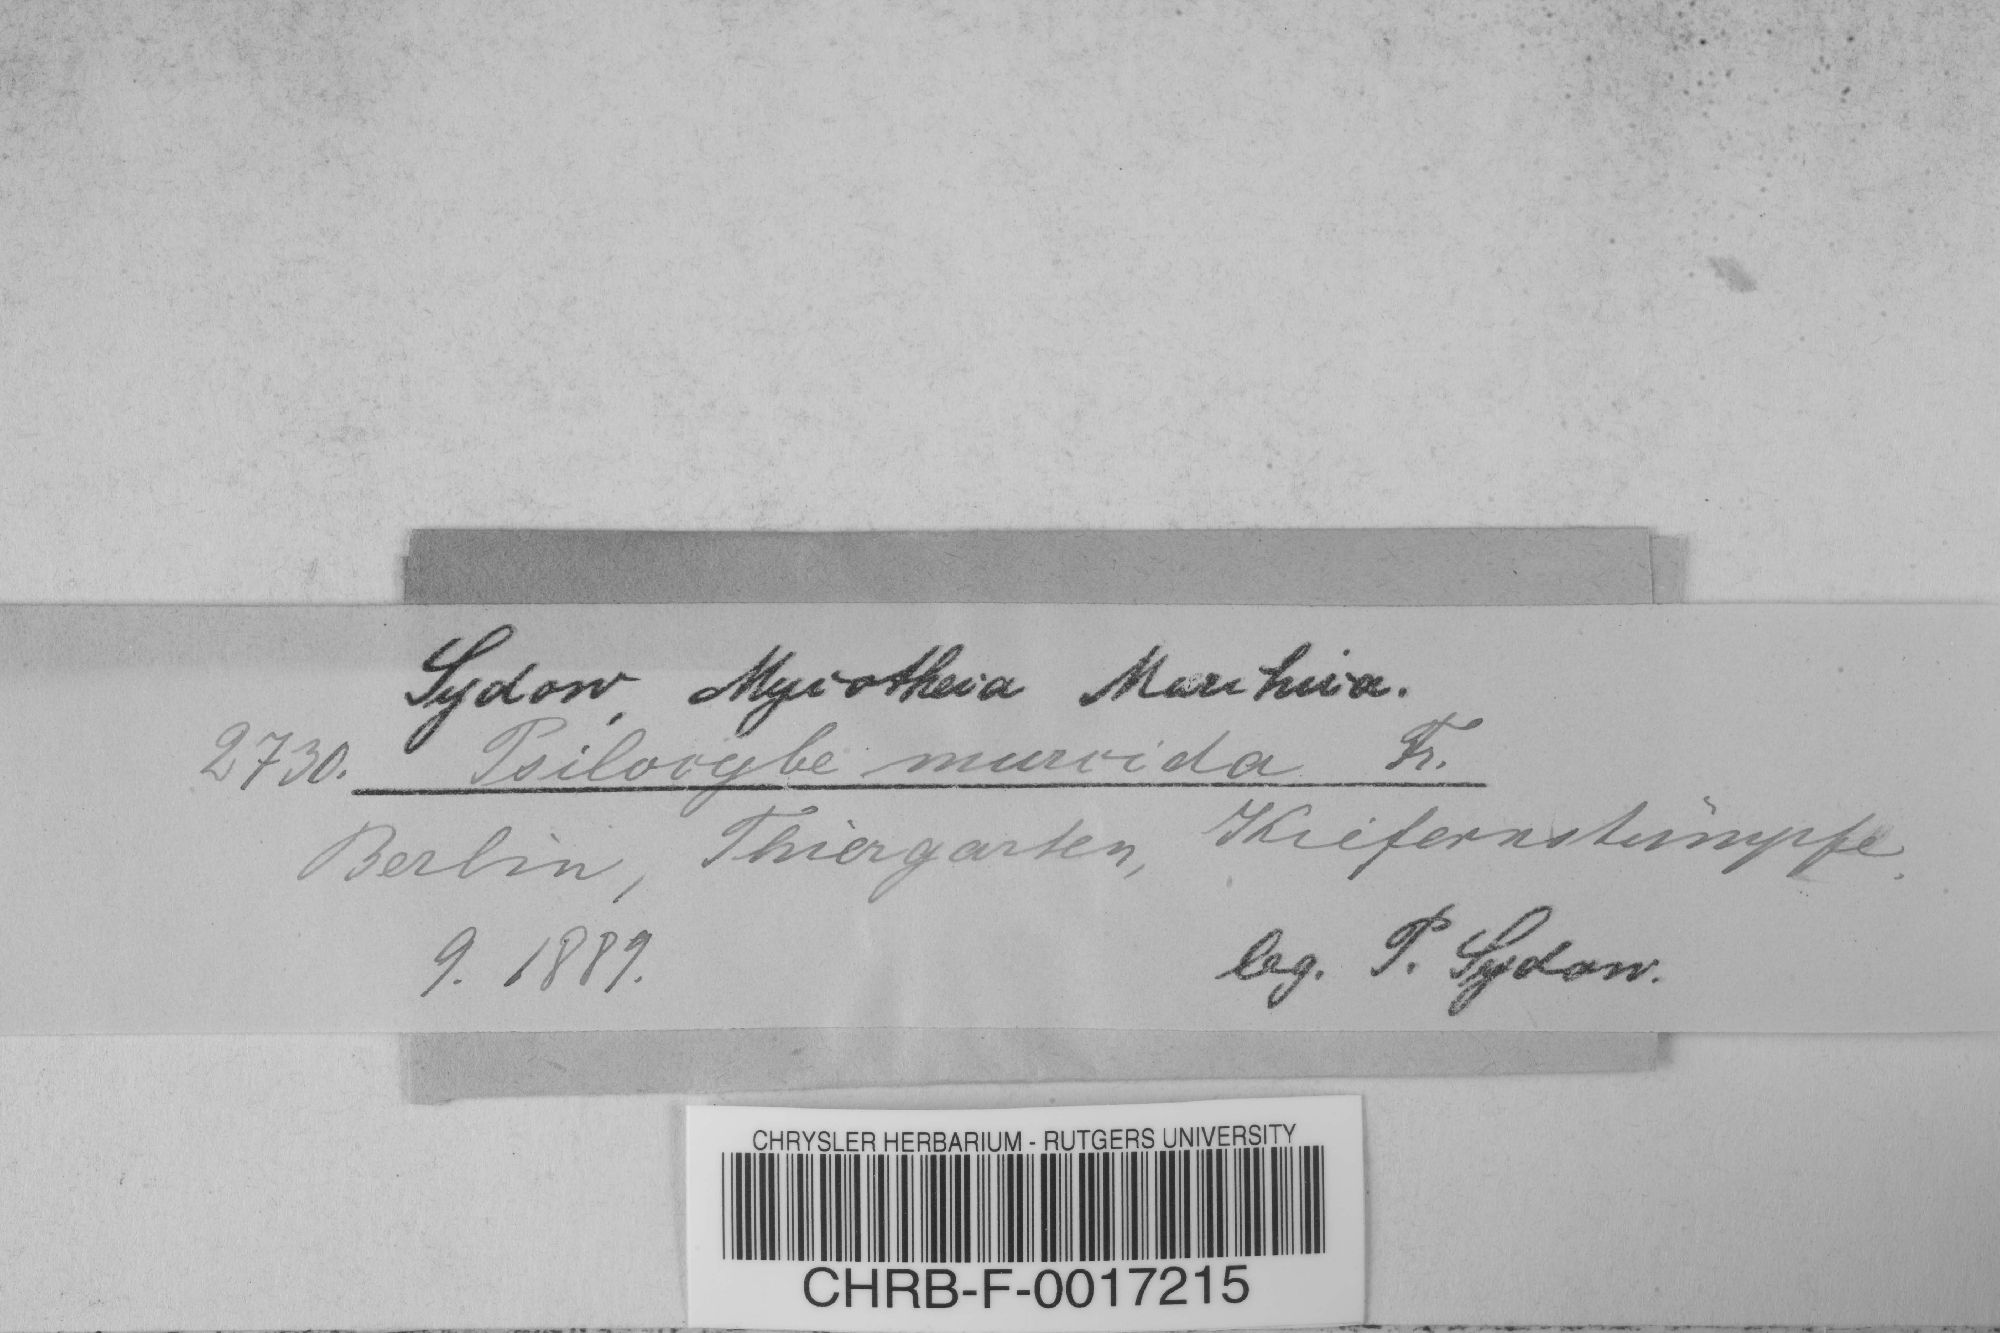 Sydow, Mycotheca Marchica.
2730. Psilocybe murcida Fr.
Berlin, Thiergarten, Kiefernstümpfe.
9. 1889. leg. P. Sydow.
CHRYSLER HERBARIUM - RUTGERS UNIVERSITY
CHRB-F-0017215